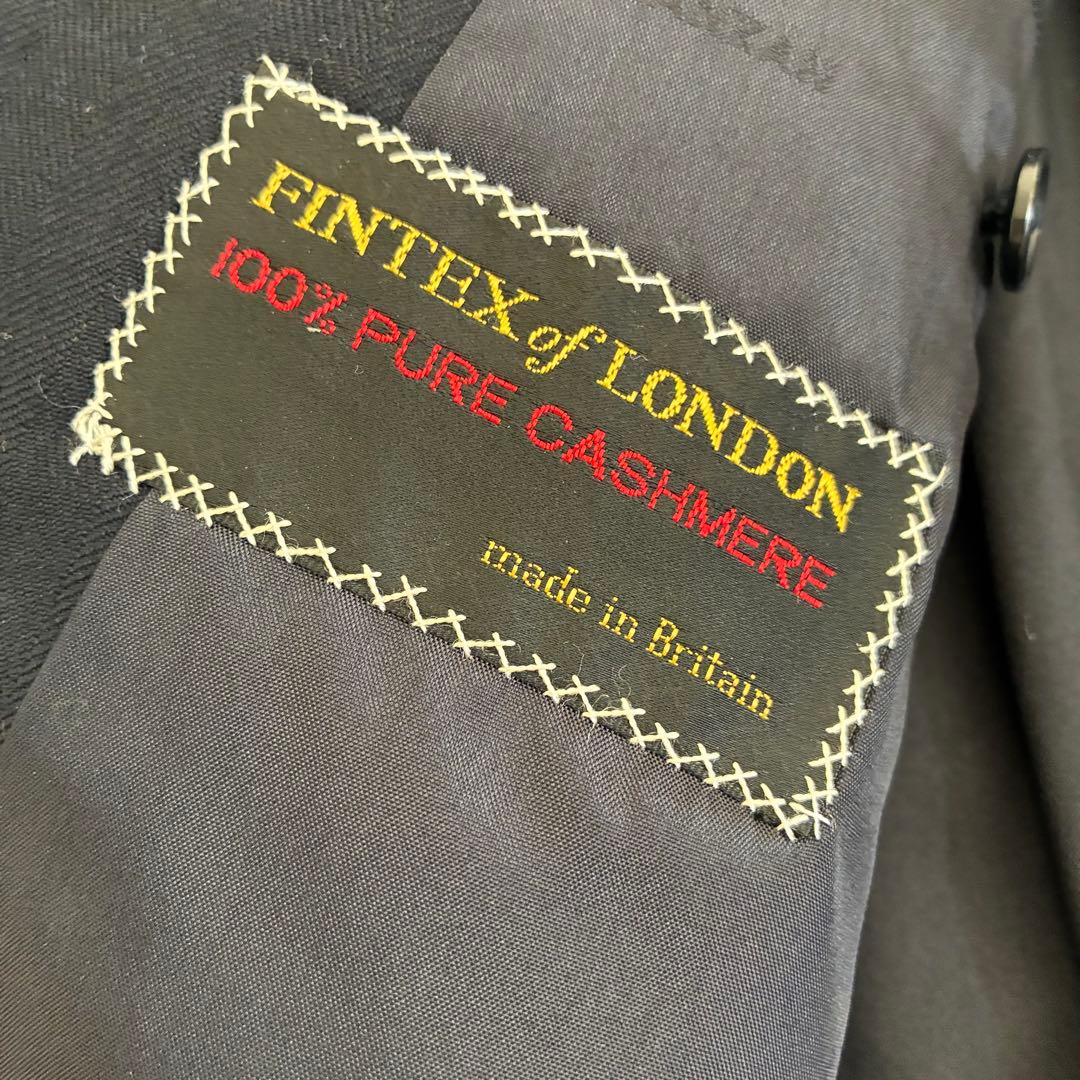 FINTEX of LONDON
100% PURE CASHMERE
made in Britain